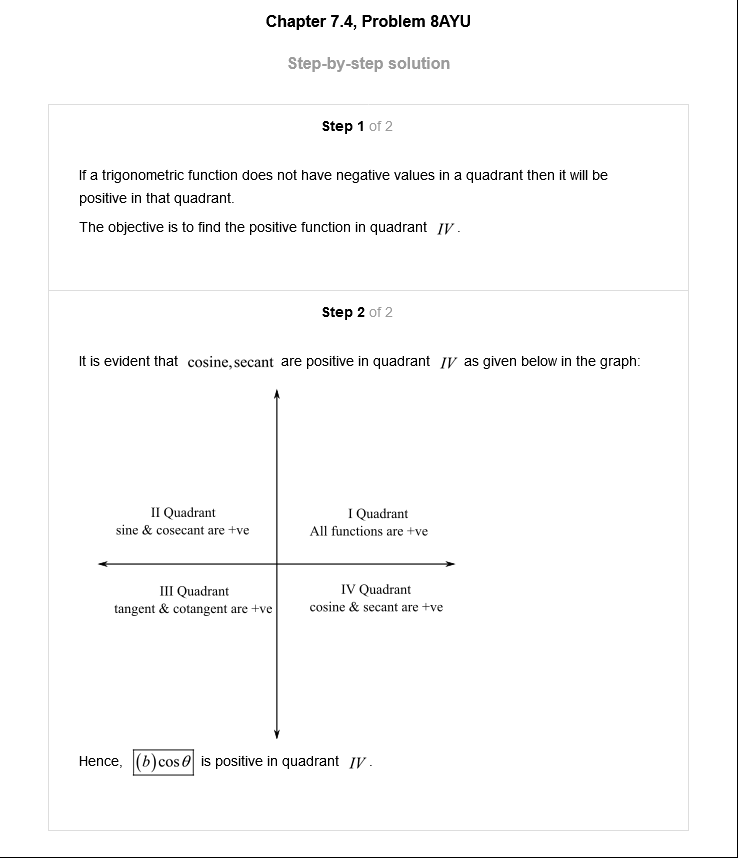 Chapter 7.4, Problem 8AYU
Step-by-step solution
Step 1 of 2
If a trigonometric function does not have negative values in a quadrant then it will be
positive in that quadrant.
The objective is to find the positive function in quadrant IV.
Step 2 of 2
It is evident that cosine, secant are positive in quadrant IV as given below in the graph:
II Quadrant
sine & cosecant are +ve
I Quadrant
All functions are +ve
III Quadrant
tangent & cotangent are +ve
IV Quadrant
cosine & secant are +ve
Hence, (b)cosθ is positive in quadrant IV.